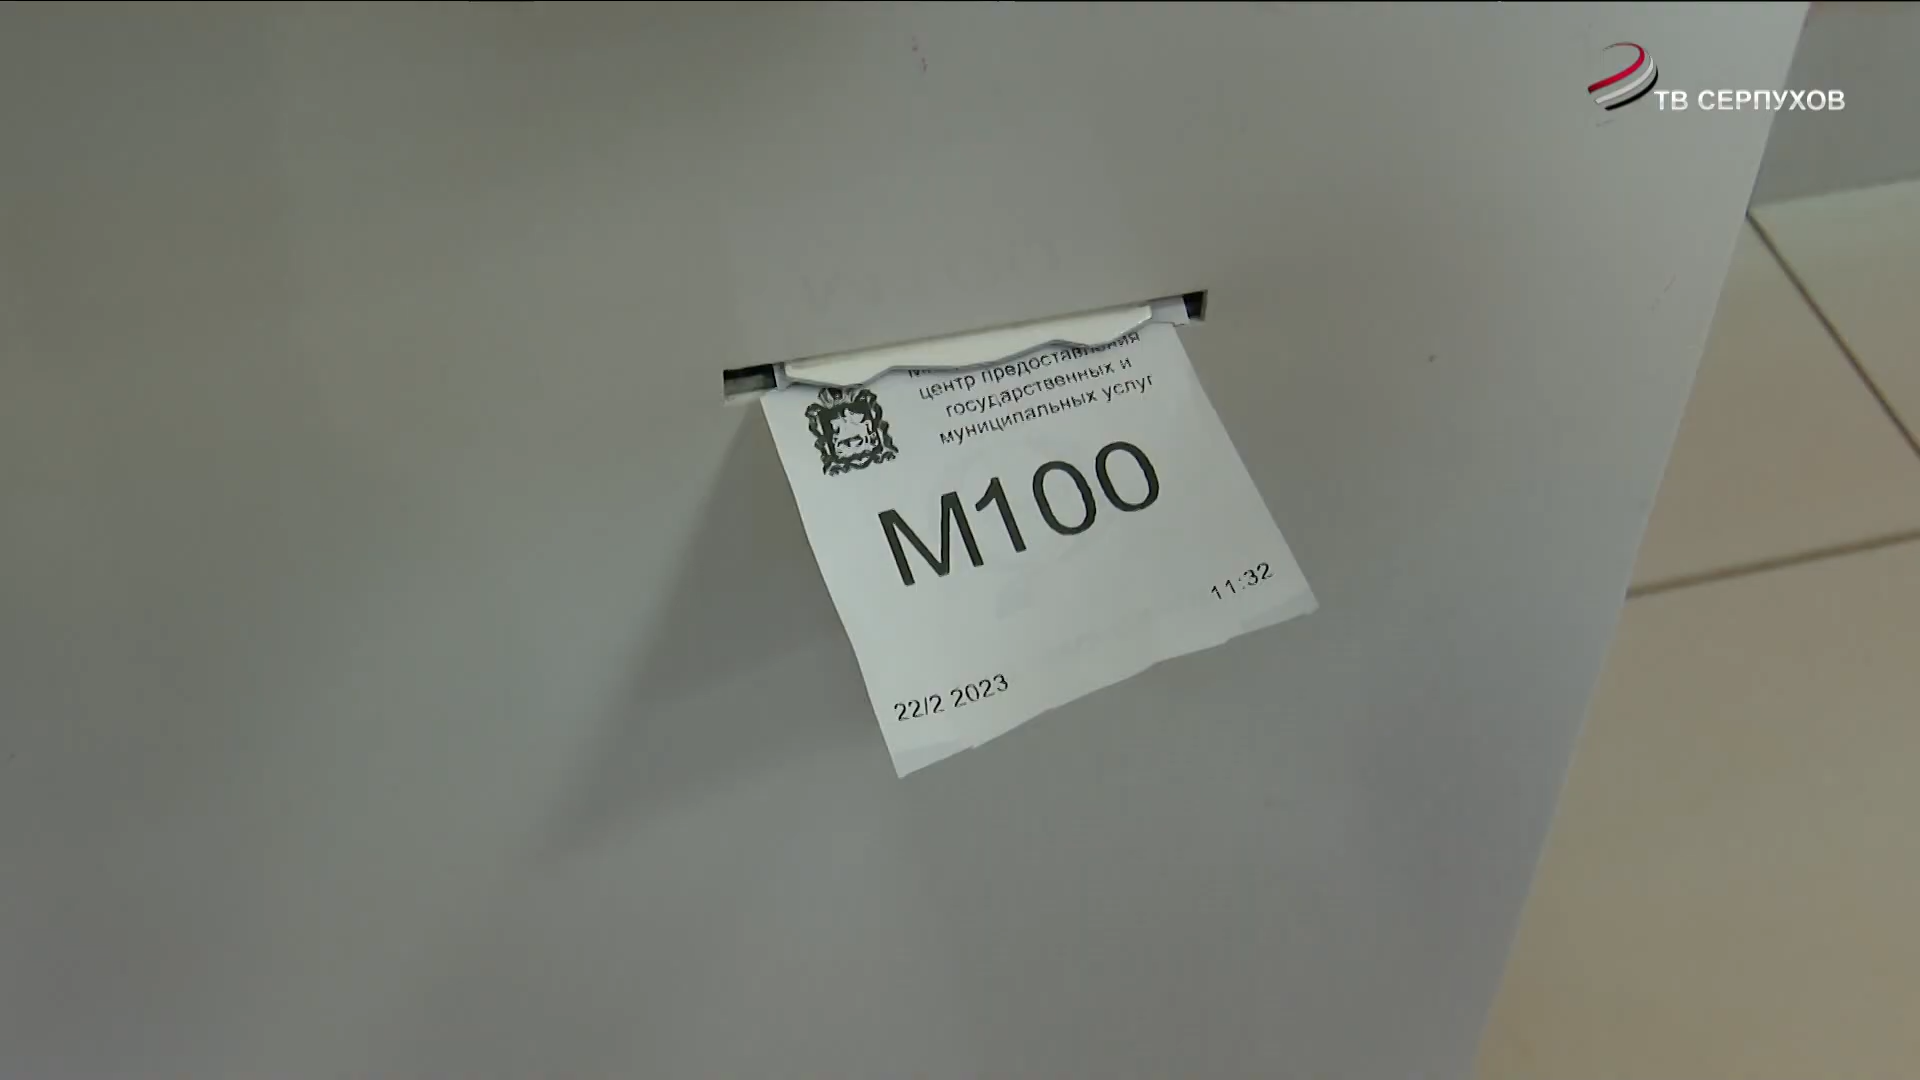 ТВ СЕРПУХОВ
центр предоставления
государственных и
муниципальных услуг
М100
11:32
22/2 2023